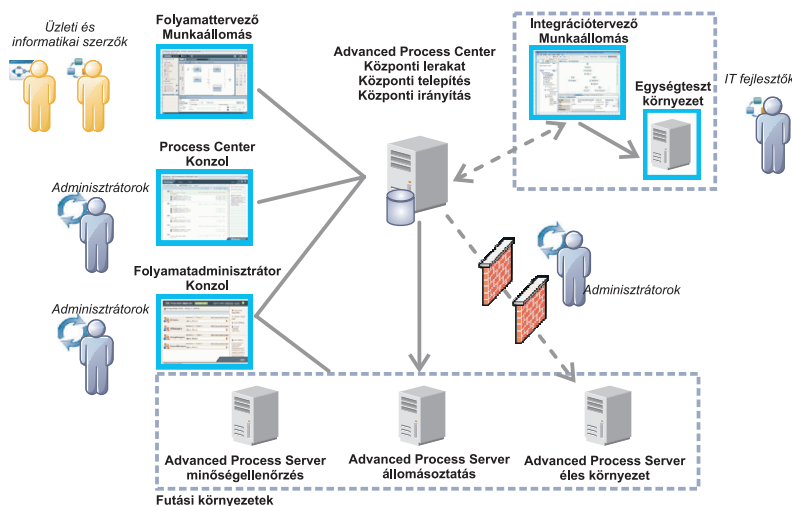 Üzleti és
informatikai szerzők
Folyamattervező
Munkaállomás
Advanced Process Center
Központi lerakat
Központi telepítés
Központi irányítás
Integrációtervező
Munkaállomás
Egységteszt
környezet
IT fejlesztők
Process Center
Konzol
Adminisztrátorok
Folyamatadminisztrátor
Konzol
Adminisztrátorok
Adminisztrátorok
Advanced Process Server
minőségellenőrzés
Advanced Process Server
állomásoztatás
Advanced Process Server
éles környezet
Futási környezetek